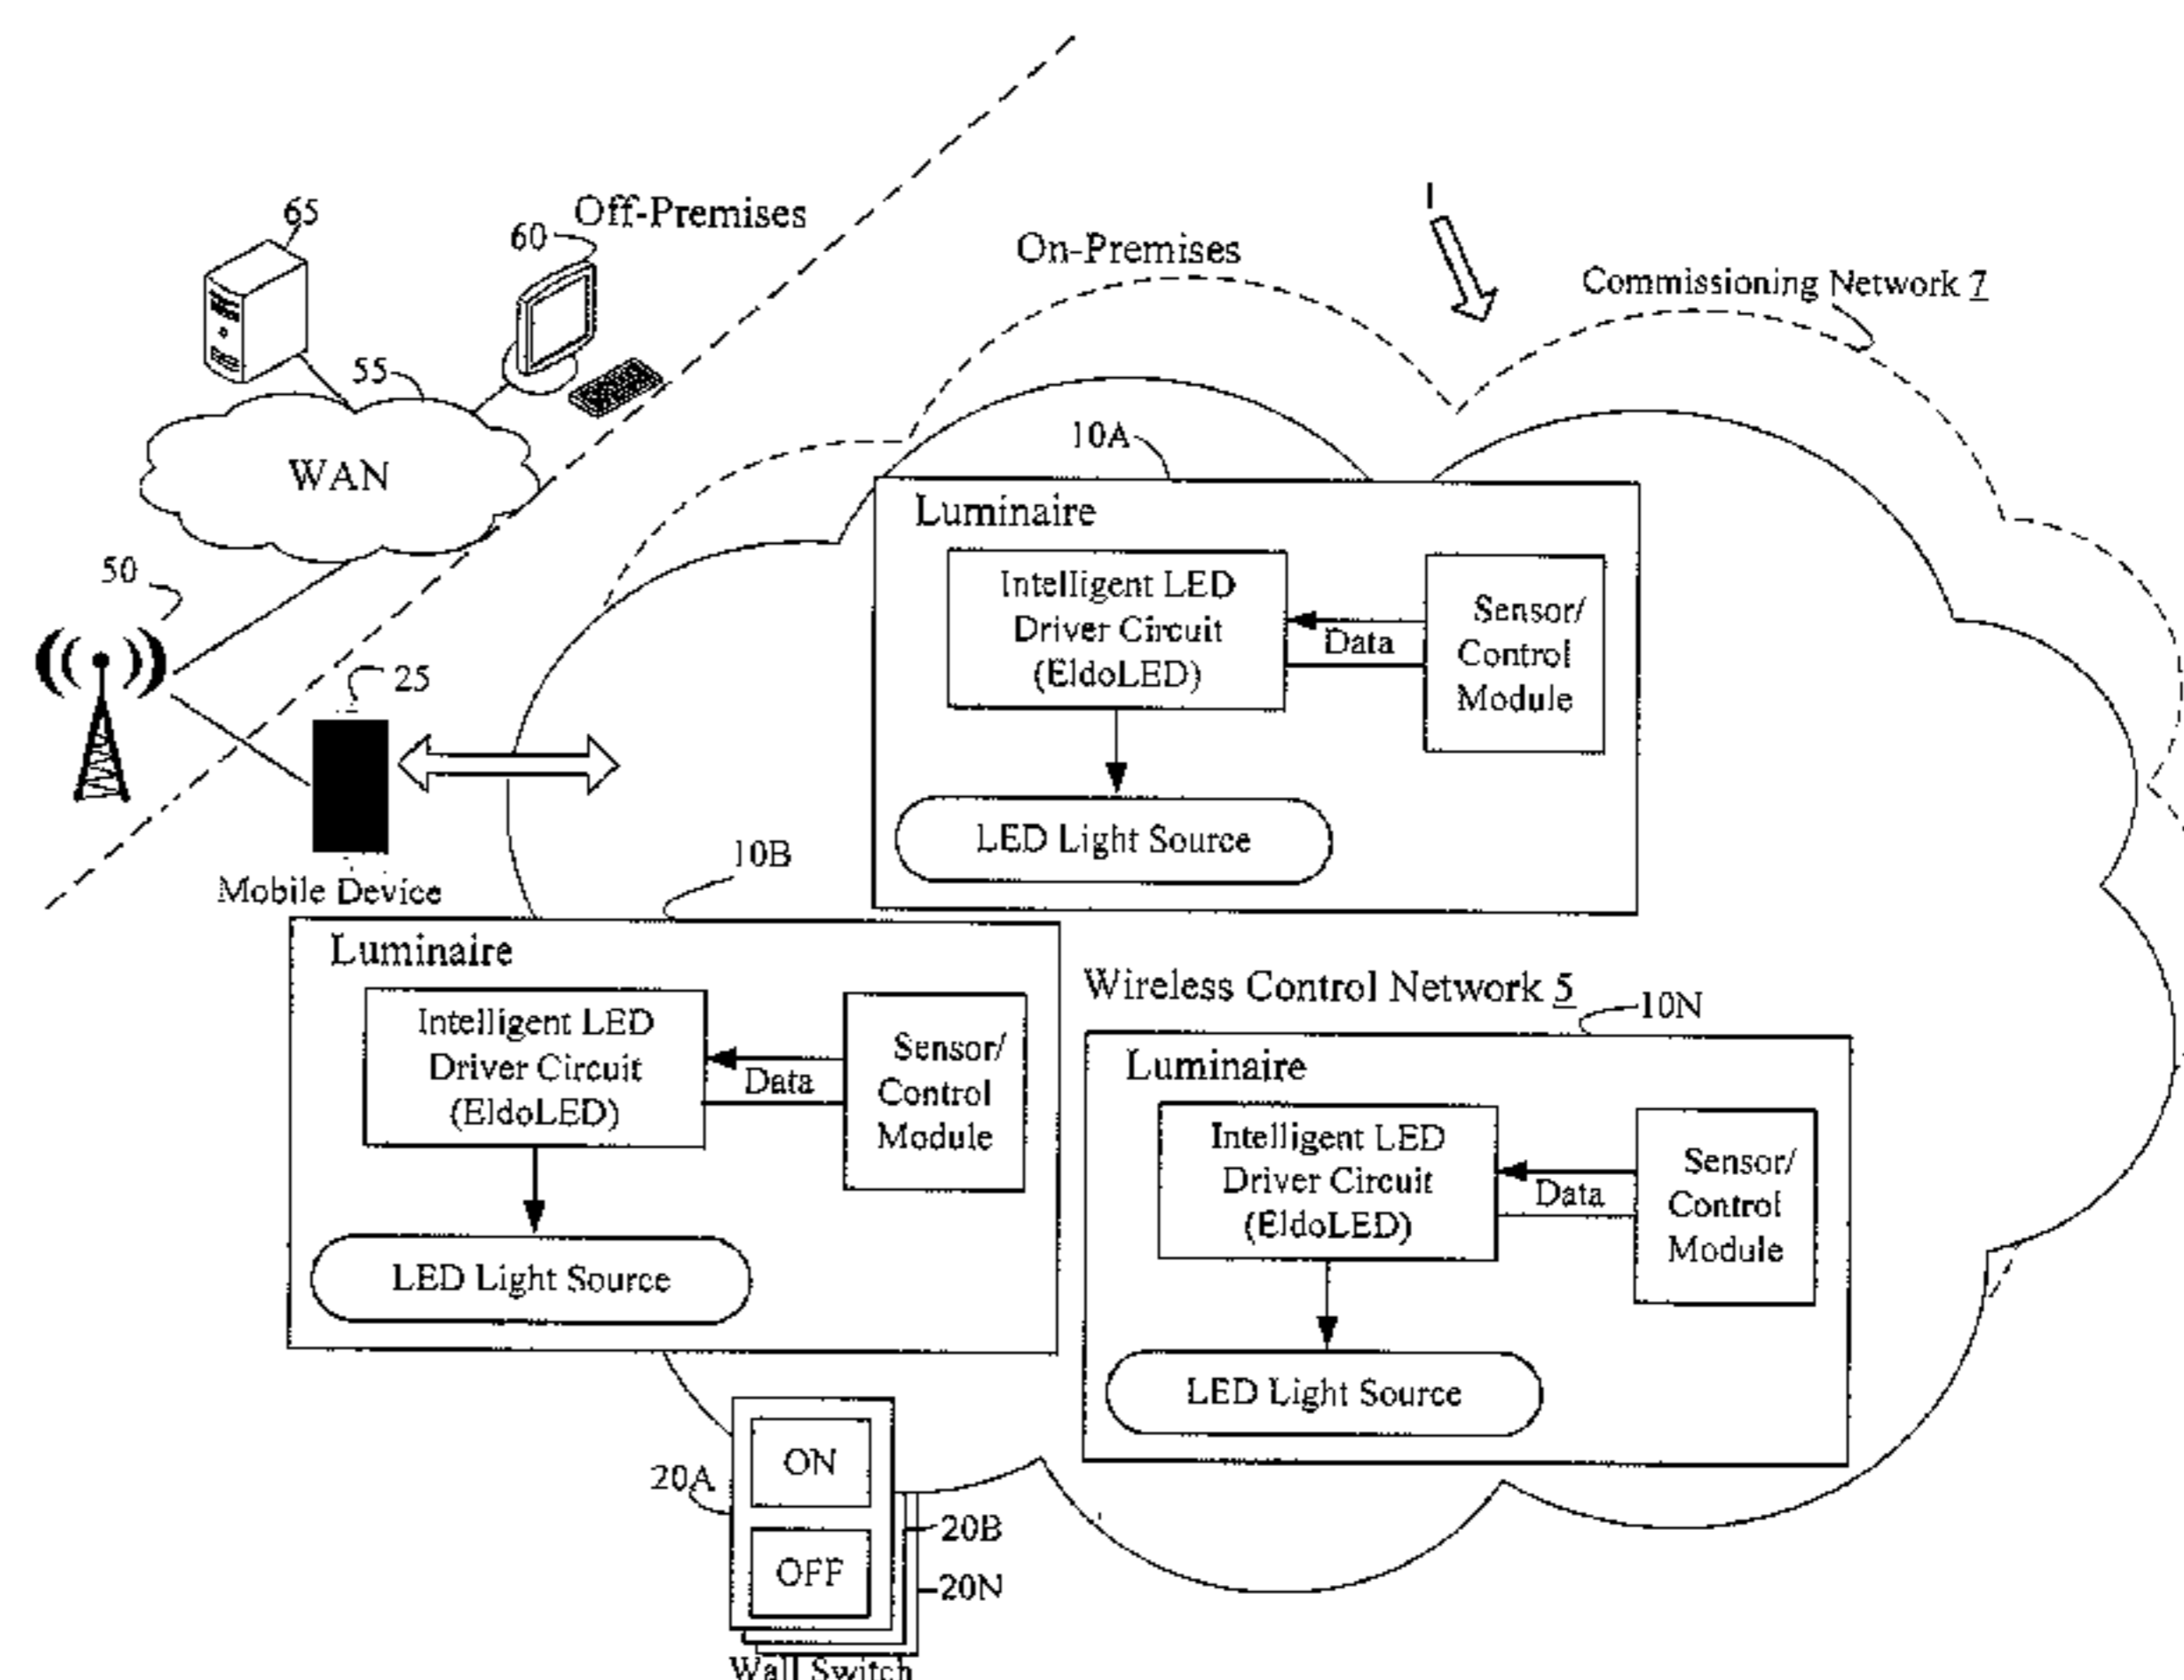 65
60
Off-Premises
On-Premises
1
Commissioning Network 7
55
WAN
10A
Luminaire
Intelligent LED
Driver Circuit
(EldoLED)
Data
Sensor/
Control
Module
LED Light Source
50
25
Mobile Device
10B
Luminaire
Intelligent LED
Driver Circuit
(EldoLED)
Data
Sensor/
Control
Module
LED Light Source
Wireless Control Network 5
10N
Luminaire
Intelligent LED
Driver Circuit
(EldoLED)
Data
Sensor/
Control
Module
LED Light Source
20A
ON
OFF
20B
20N
Wall Switch